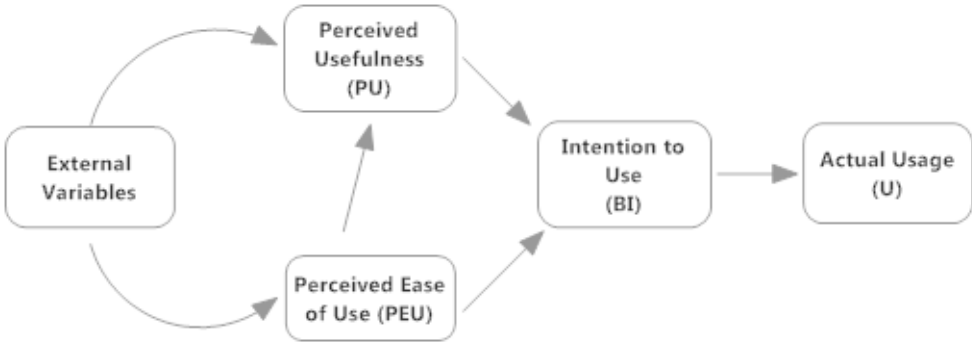 External
Variables
Perceived
Usefulness
(PU)
Perceived Ease
of Use (PEU)
Intention to
Use
(BI)
Actual Usage
(U)